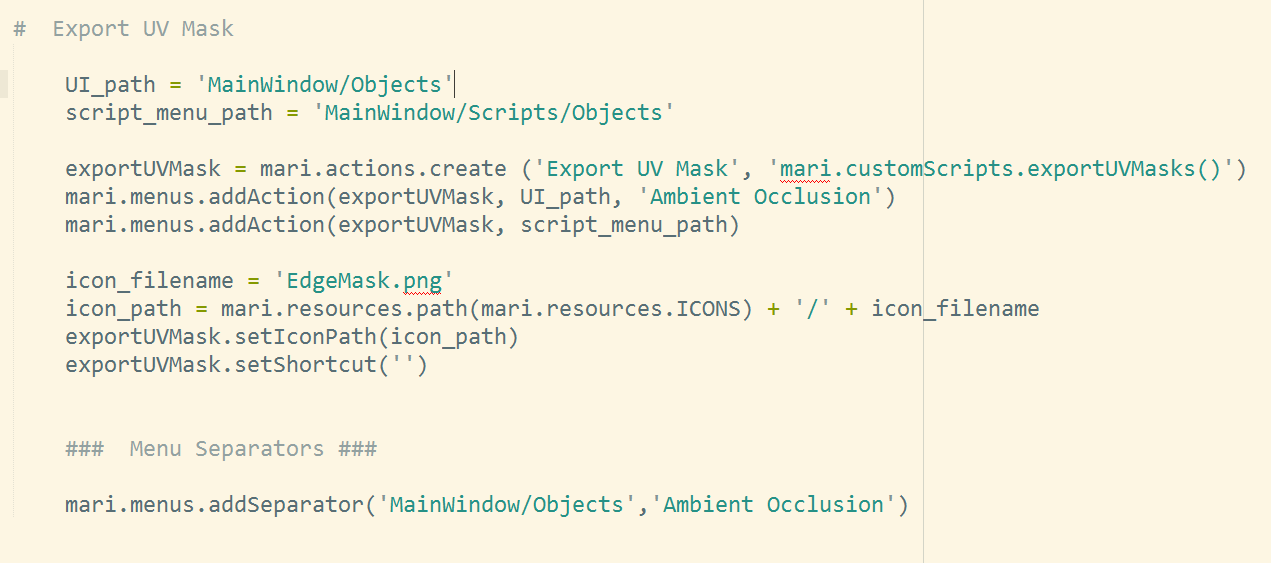 #  Export UV Mask
UI_path = 'MainWindow/Objects'
script_menu_path = 'MainWindow/Scripts/Objects'
exportUVMask = mari.actions.create ('Export UV Mask', 'mari.customScripts.exportUVMasks()')
mari.menus.addAction(exportUVMask, UI_path, 'Ambient Occlusion')
mari.menus.addAction(exportUVMask, script_menu_path)
icon_filename = 'EdgeMask.png'
icon_path = mari.resources.path(mari.resources.ICONS) + '/' + icon_filename
exportUVMask.setIconPath(icon_path)
exportUVMask.setShortcut('')
###  Menu Separators ###
mari.menus.addSeparator('MainWindow/Objects','Ambient Occlusion')